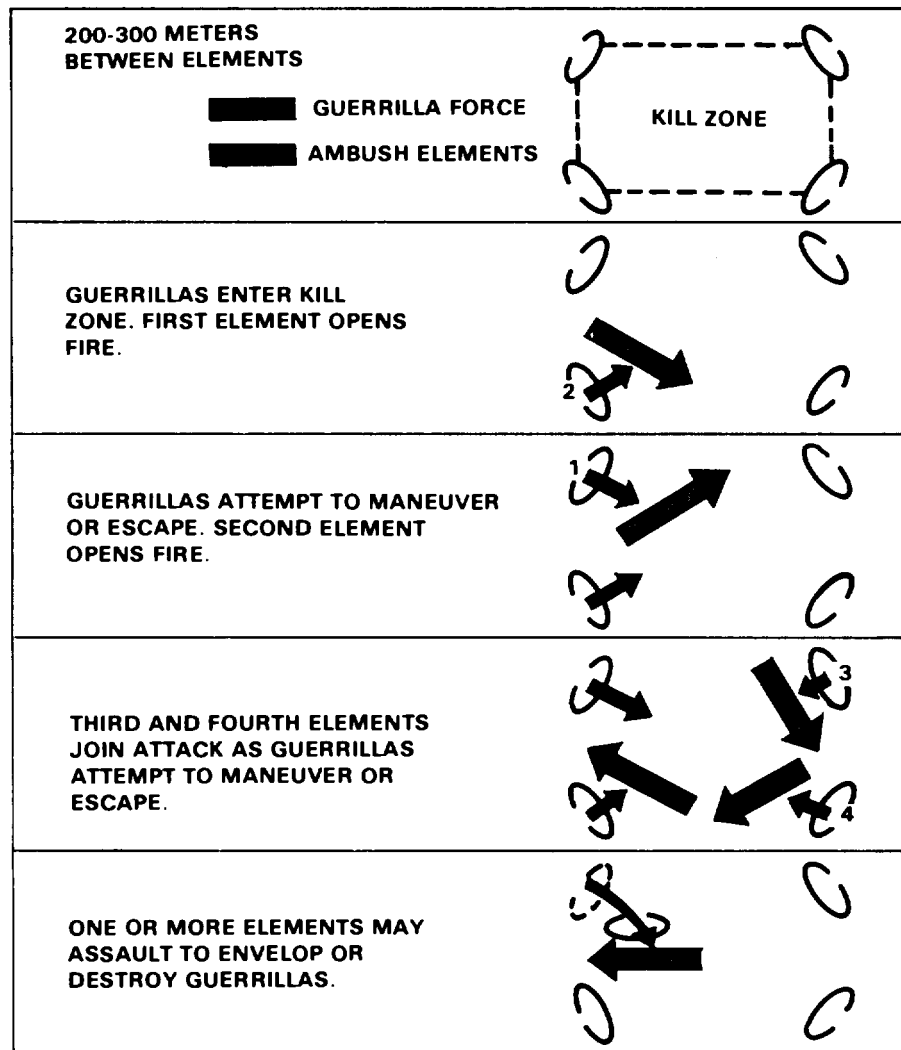 200-300 METERS
BETWEEN ELEMENTS
GUERRILLA FORCE
AMBUSH ELEMENTS
KILL ZONE
GUERRILLAS ENTER KILL
ZONE. FIRST ELEMENT OPENS
FIRE.
2
GUERRILLAS ATTEMPT TO MANEUVER
OR ESCAPE. SECOND ELEMENT
OPENS FIRE.
1
THIRD AND FOURTH ELEMENTS
JOIN ATTACK AS GUERRILLAS
ATTEMPT TO MANEUVER OR
ESCAPE.
3
4
ONE OR MORE ELEMENTS MAY
ASSAULT TO ENVELOP OR
DESTROY GUERRILLAS.